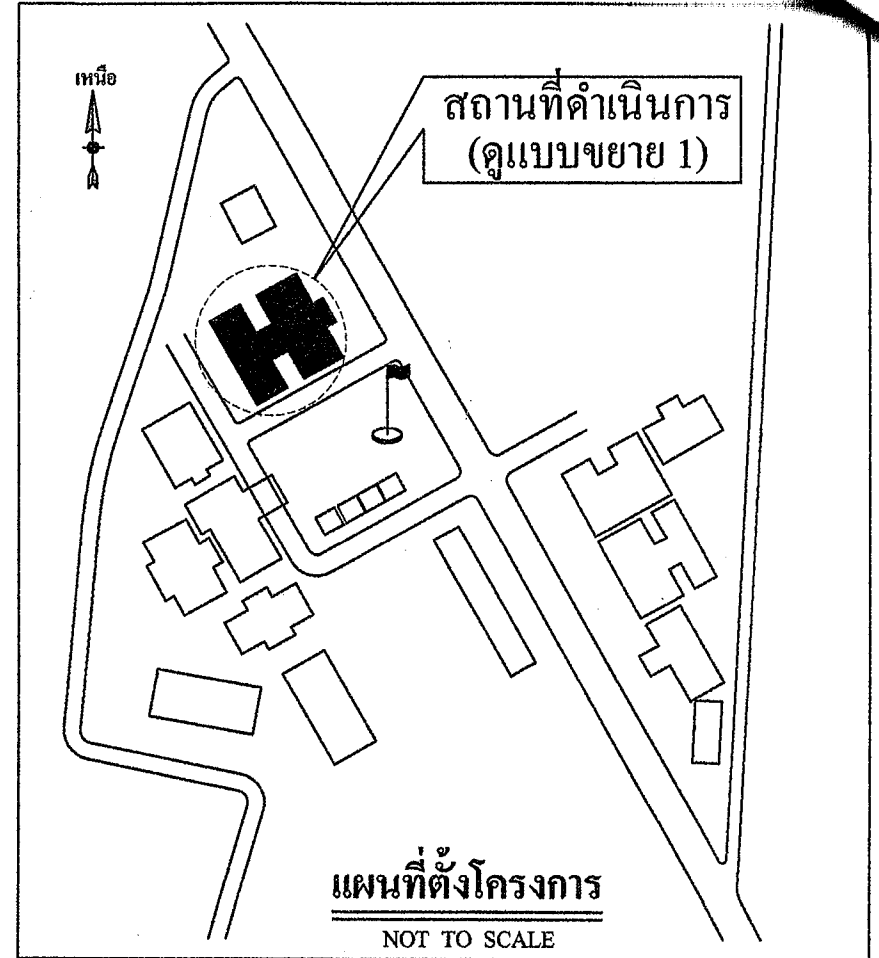 เหนือ
สถานที่ดำเนินการ
(ดูแบบขยาย 1)
แผนที่ตั้งโครงการ
NOT TO SCALE